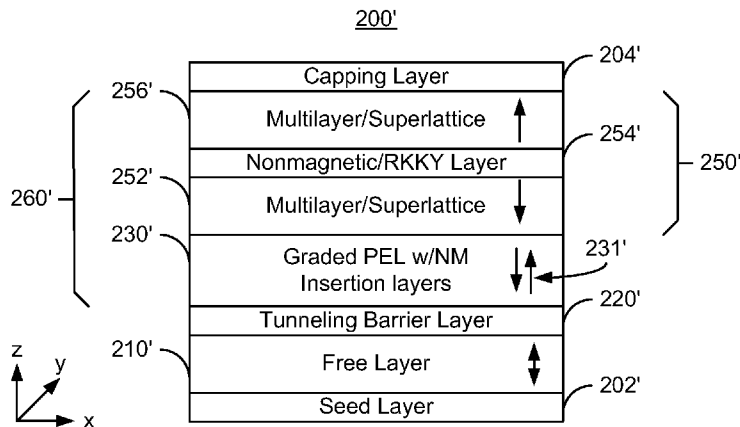 200'
204'
Capping Layer
256'
Multilayer/Superlattice
254'
Nonmagnetic/RKKY Layer
250'
252'
260'
Multilayer/Superlattice
230'
Graded PEL w/NM
Insertion layers
231'
220'
Tunneling Barrier Layer
210'
Free Layer
202'
Seed Layer
z
y
x